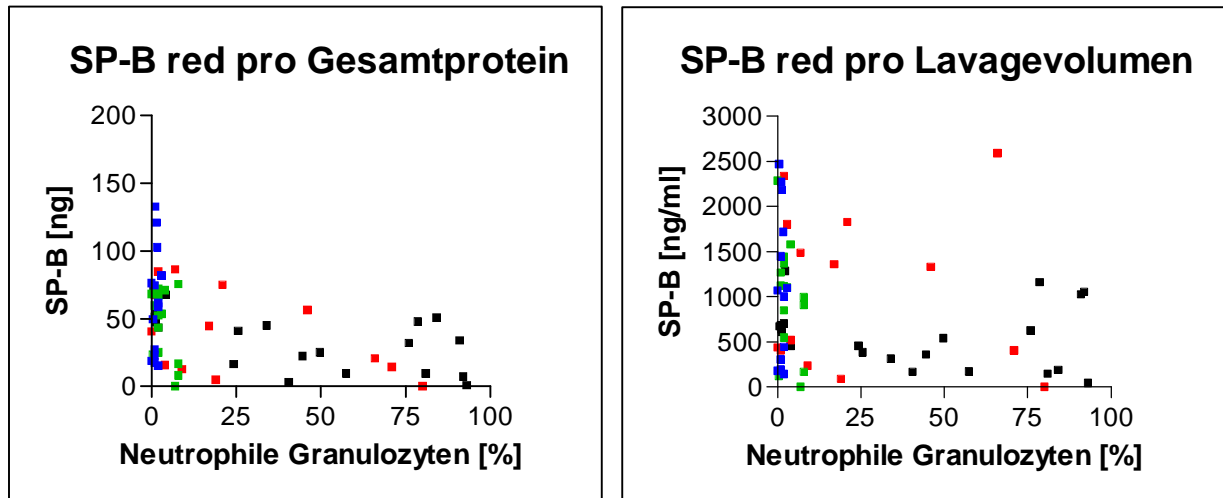 SP-B red pro Gesamtprotein
200
150
100
50
0
SP-B [ng]
0 25 50 75 100
Neutrophile Granulozyten [%]
SP-B red pro Lavagevolumen
3000
2500
2000
1500
1000
500
0
SP-B [ng/ml]
0 25 50 75 100
Neutrophile Granulozyten [%]